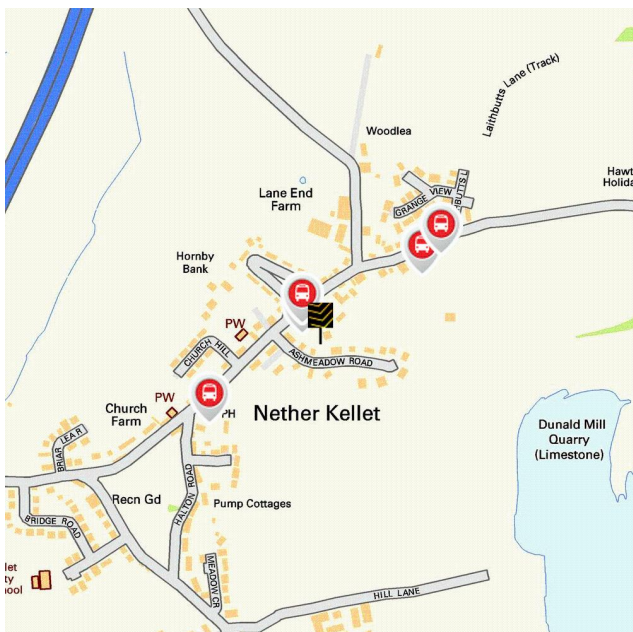 Laithbutts Lane (Track)
Woodlea
Hawt
Holida
GRANGE VIEW
BUTTS L
Lane End
Farm
Hornby
Bank
PW
CHURCH HILL
ASHMEADOW ROAD
PW
Church
Farm
PH
Nether Kellet
Dunald Mill
Quarry
(Limestone)
BRIAR LEA R
Recn Gd
HALTON ROAD
Pump Cottages
BRIDGE ROAD
MEADOW CR
HILL LANE
llet
ty
hool